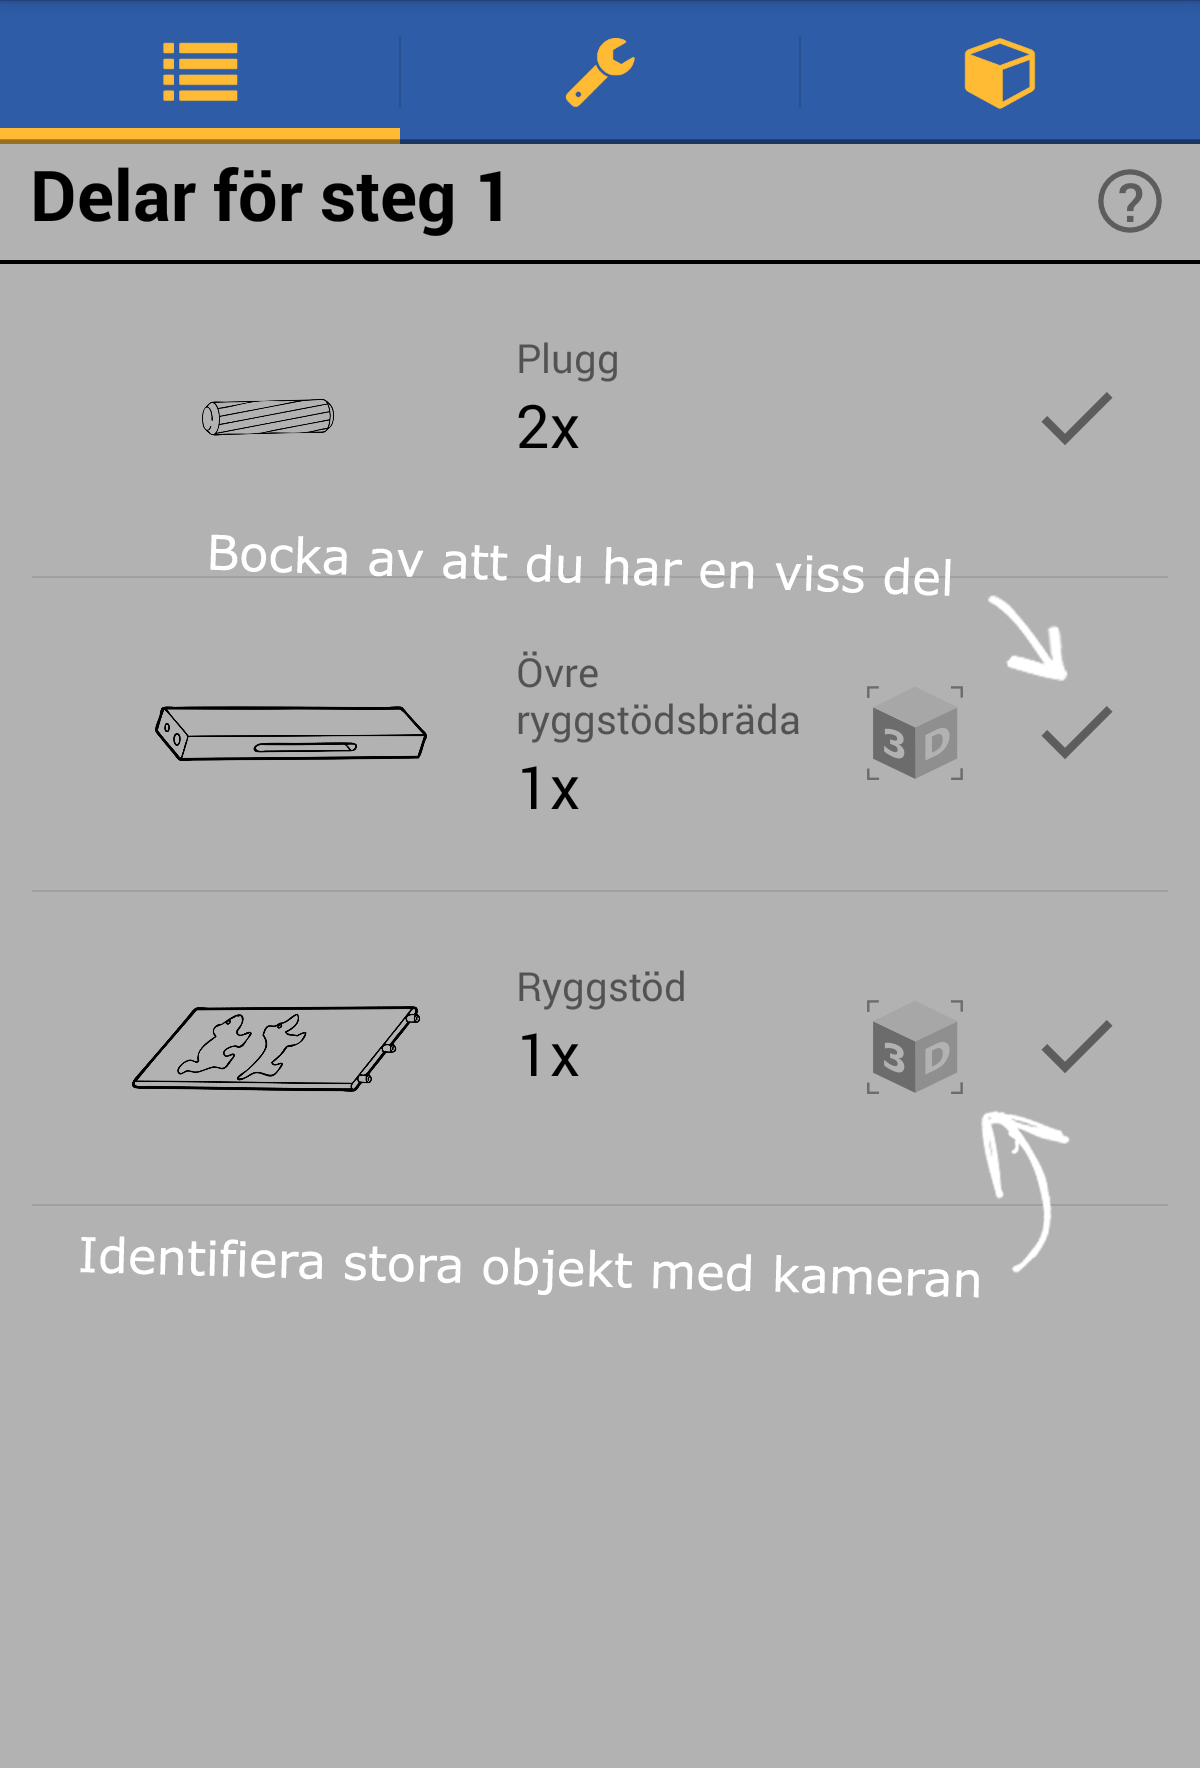 Delar för steg 1
?
Plugg
2x
Bocka av att du har en viss del
Övre
ryggstödsbräda
1x
3D
Ryggstöd
1x
3D
Identifiera stora objekt med kameran